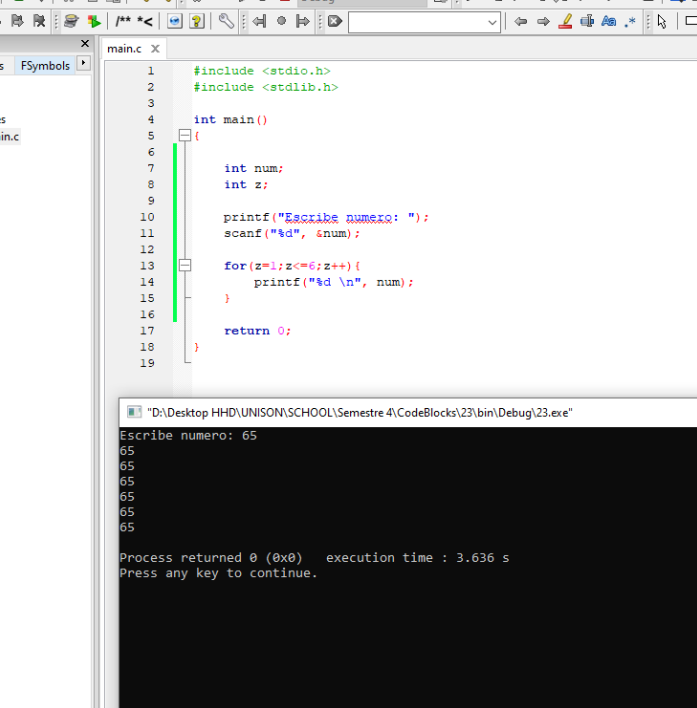 /** *<
FSymbols
main.c
in.c
1 #include <stdio.h>
2 #include <stdlib.h>
3
4 int main()
5 {
6
7 int num;
8 int z;
9
10 printf("Escribe numero: ");
11 scanf("%d", &num);
12
13 for(z=1;z<=6;z++){
14 printf("%d \n", num);
15 }
16
17 return 0;
18 }
19
"D:\Desktop HHD\UNISON\SCHOOL\Semestre 4\CodeBlocks\23\bin\Debug\23.exe"
Escribe numero: 65
65
65
65
65
65
65
Process returned 0 (0x0) execution time : 3.636 s
Press any key to continue.